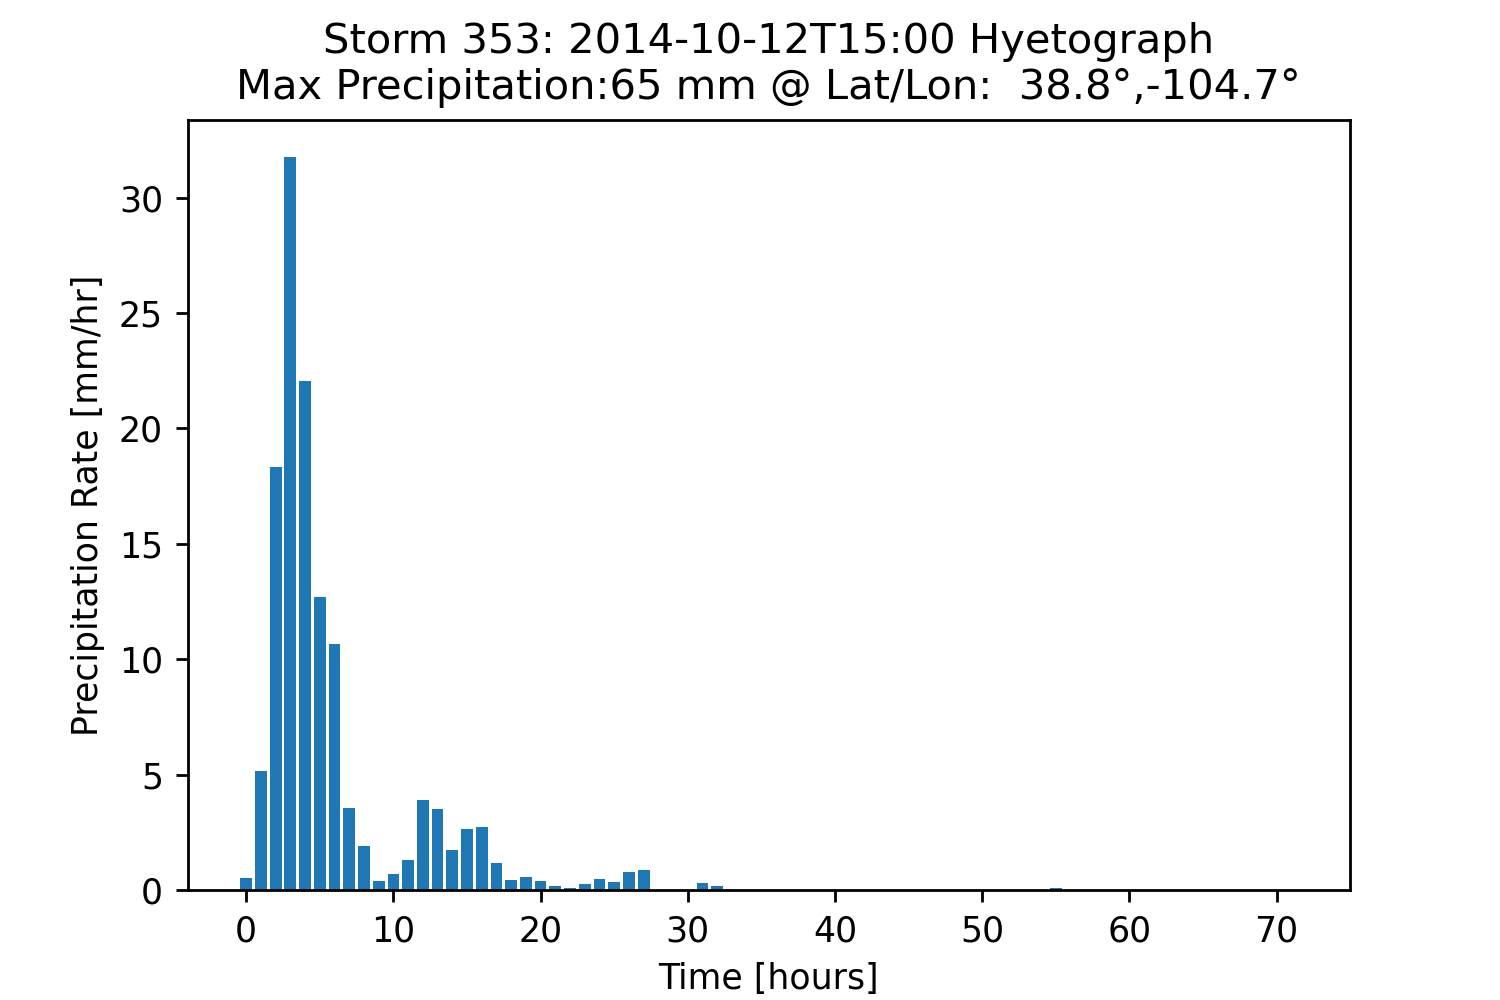 Storm 353: 2014-10-12T15:00 Hyetograph
Max Precipitation:65 mm @ Lat/Lon:  38.8°,-104.7°
Precipitation Rate [mm/hr]
30
25
20
15
10
5
0
0 10 20 30 40 50 60 70
Time [hours]